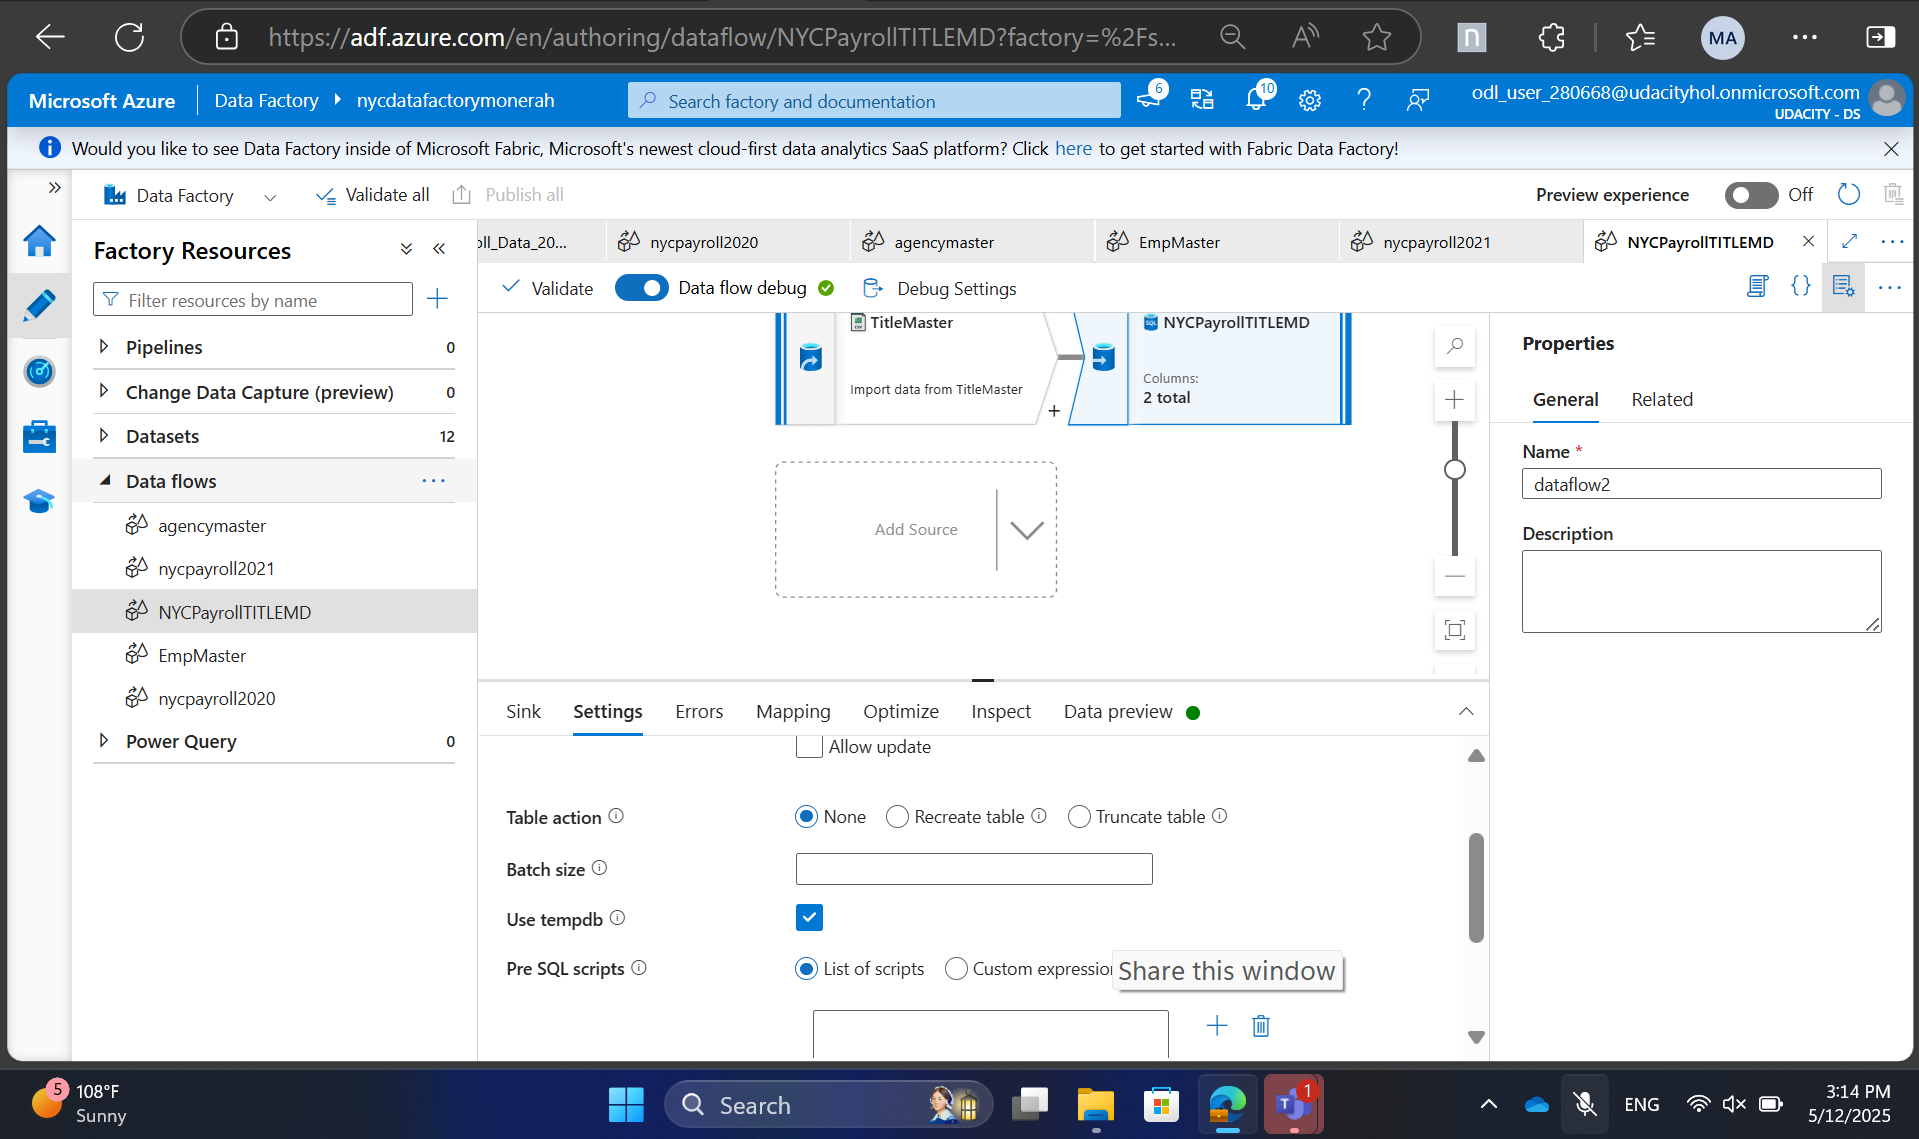 https://adf.azure.com/en/authoring/dataflow/NYCPayrollTITLEMD?factory=%2Fs...
MA
Microsoft Azure
Data Factory
nycdatafactorymonerah
Search factory and documentation
6
10
odl_user_280668@udacityhol.onmicrosoft.com
UDACITY - DS
Would you like to see Data Factory inside of Microsoft Fabric, Microsoft's newest cloud-first data analytics SaaS platform? Click here to get started with Fabric Data Factory!
Data Factory
Validate all
Publish all
Preview experience
Off
Factory Resources
Filter resources by name
Pipelines 0
Change Data Capture (preview) 0
Datasets 12
Data flows
agencymaster
nycpayroll2021
NYCPayrollTITLEMD
EmpMaster
nycpayroll2020
Power Query 0
oll_Data_20...
nycpayroll2020
agencymaster
EmpMaster
nycpayroll2021
NYCPayrollTITLEMD
Validate
Data flow debug
Debug Settings
TitleMaster
Import data from TitleMaster
NYCPayrollTITLEMD
Columns:
2 total
Add Source
Sink
Settings
Errors
Mapping
Optimize
Inspect
Data preview
Allow update
Table action
None
Recreate table
Truncate table
Batch size
Use tempdb
Pre SQL scripts
List of scripts
Custom expression
Share this window
Properties
General
Related
Name *
dataflow2
Description
5
108°F
Sunny
Search
1
ENG
3:14 PM
5/12/2025